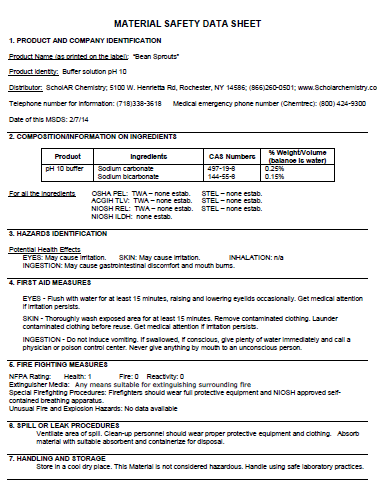 MATERIAL SAFETY DATA SHEET
1. PRODUCT AND COMPANY IDENTIFICATION
Product Name (as printed on the label): "Bean Sprouts"
Product Identity: Buffer solution pH 10
Distributor: ScholAR Chemistry; 5100 W. Henrietta Rd, Rochester, NY 14586; (866)260-0501; www.Scholarchemistry.co
Telephone number for information: (718)338-3618 Medical emergency phone number (Chemtrec): (800) 424-9300
Date of this MSDS: 2/7/14
2. COMPOSITION/INFORMATION ON INGREDIENTS
Product Ingredients CAS Numbers % Weight/Volume (balance is water)
pH 10 buffer Sodium carbonate 497-19-8 0.25%
Sodium bicarbonate 144-55-8 0.15%
For all the ingredients OSHA PEL: TWA – none estab. STEL – none estab.
ACGIH TLV: TWA – none estab. STEL – none estab.
NIOSH REL: TWA – none estab. STEL – none estab.
NIOSH ILDH: none estab.
3. HAZARDS IDENTIFICATION
Potential Health Effects
EYES: May cause irritation. SKIN: May cause irritation. INHALATION: n/a
INGESTION: May cause gastrointestinal discomfort and mouth burns.
4. FIRST AID MEASURES
EYES - Flush with water for at least 15 minutes, raising and lowering eyelids occasionally. Get medical attention
if irritation persists.
SKIN - Thoroughly wash exposed area for at least 15 minutes. Remove contaminated clothing. Launder
contaminated clothing before reuse. Get medical attention if irritation persists.
INGESTION - Do not induce vomiting. If swallowed, if conscious, give plenty of water immediately and call a
physician or poison control center. Never give anything by mouth to an unconscious person.
5. FIRE FIGHTING MEASURES
NFPA Rating: Health: 1 Fire: 0 Reactivity: 0
Extinguisher Media: Any means suitable for extinguishing surrounding fire
Special Firefighting Procedures: Firefighters should wear full protective equipment and NIOSH approved self-
contained breathing apparatus.
Unusual Fire and Explosion Hazards: No data available
6. SPILL OR LEAK PROCEDURES
Ventilate area of spill. Clean-up personnel should wear proper protective equipment and clothing. Absorb
material with suitable absorbent and containerize for disposal.
7. HANDLING AND STORAGE
Store in a cool dry place. This Material is not considered hazardous. Handle using safe laboratory practices.